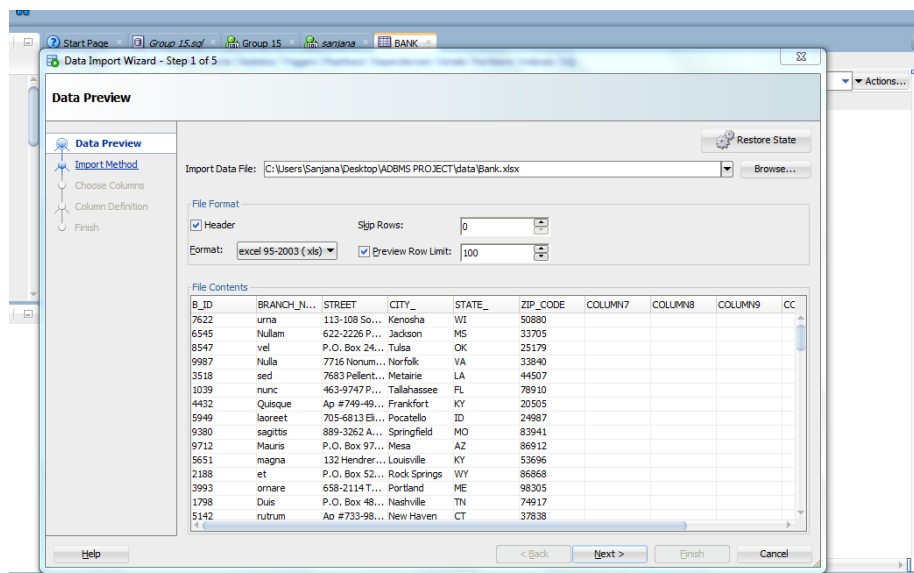 Start Page Group 15.sql Group 15 sanjana BANK
Data Import Wizard - Step 1 of 5
Actions...
Data Preview
Data Preview
Import Method
Choose Columns
Column Definition
Finish
Restore State
Import Data File: C:\Users\Sanjana\Desktop\ADBMS PROJECT\data\Bank.xlsx Browse...
File Format
Header Skip Rows: 0
Format: excel 95-2003 (xls) Preview Row Limit: 100
File Contents
B_ID BRANCH_N... STREET CITY_ STATE_ ZIP_CODE COLUMN7 COLUMN8 COLUMN9 CC
7622 urna 113-108 So... Kenosha WI 50880
6545 Nullam 622-2226 P... Jackson MS 33705
8547 vel P.O. Box 24... Tulsa OK 25179
9987 Nulla 7716 Nonum... Norfolk VA 33840
3518 sed 7683 Pellent... Metairie LA 44507
1039 nunc 463-9747 P... Tallahassee FL 78910
4432 Quisque Ap #749-49... Frankfort KY 20505
5949 laoreet 705-6813 Eli... Pocatello ID 24987
9380 sagittis 889-3262 A... Springfield MO 83941
9712 Mauris P.O. Box 97... Mesa AZ 86912
5651 magna 132 Hendrer... Louisville KY 53696
2188 et P.O. Box 52... Rock Springs WY 86868
3993 ornare 658-2114 T... Portland ME 98305
1798 Duis P.O. Box 48... Nashville TN 74917
5142 rutrum Ap #733-98... New Haven CT 37838
Help < Back Next > Finish Cancel